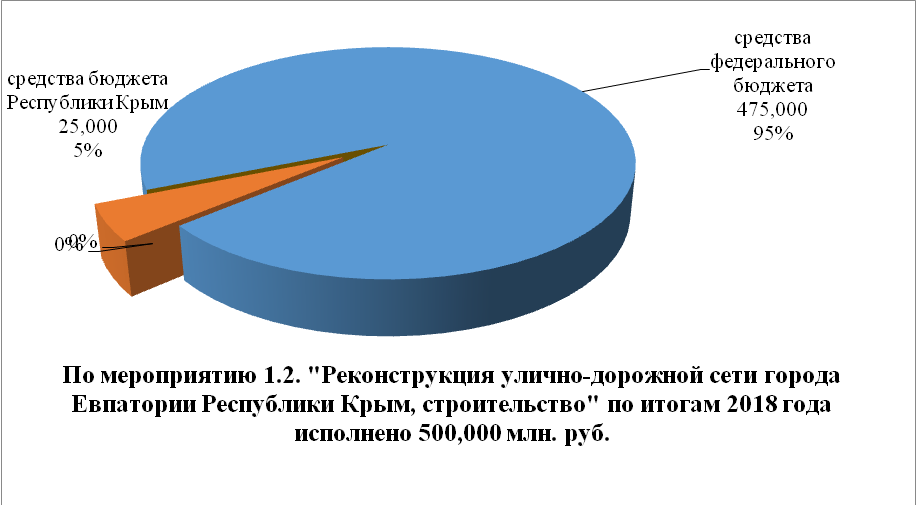 средства бюджета
Республики Крым
25,000
5%
средства
федерального
бюджета
475,000
95%
0%
0%
По мероприятию 1.2. "Реконструкция улично-дорожной сети города
Евпатории Республики Крым, строительство" по итогам 2018 года
исполнено 500,000 млн. руб.